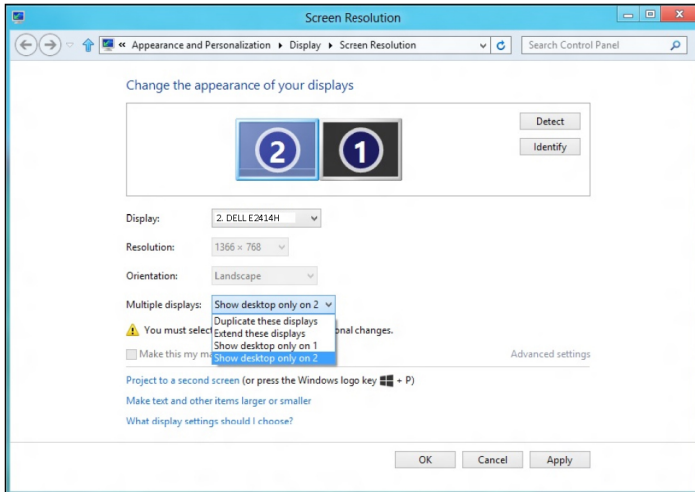 Screen Resolution
« Appearance and Personalization ▸ Display ▸ Screen Resolution
Search Control Panel
Change the appearance of your displays
2 1
Detect
Identify
Display: 2. DELL E2414H
Resolution: 1366 × 768
Orientation: Landscape
Multiple displays: Show desktop only on 2
Duplicate these displays
You must select Extend these displays onal changes.
Show desktop only on 1
Make this my m Show desktop only on 2 Advanced settings
Project to a second screen (or press the Windows logo key + P)
Make text and other items larger or smaller
What display settings should I choose?
OK Cancel Apply